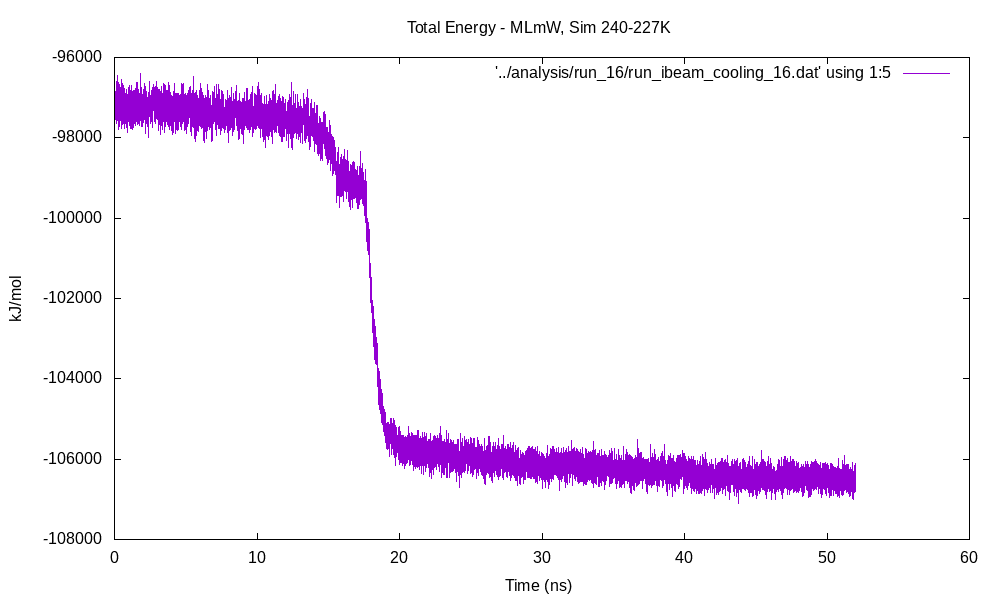 Total Energy - MLmW, Sim 240-227K
'../analysis/run_16/run_ibeam_cooling_16.dat' using 1:5
kJ/mol
-96000
-98000
-100000
-102000
-104000
-106000
-108000
0 10 20 30 40 50 60
Time (ns)